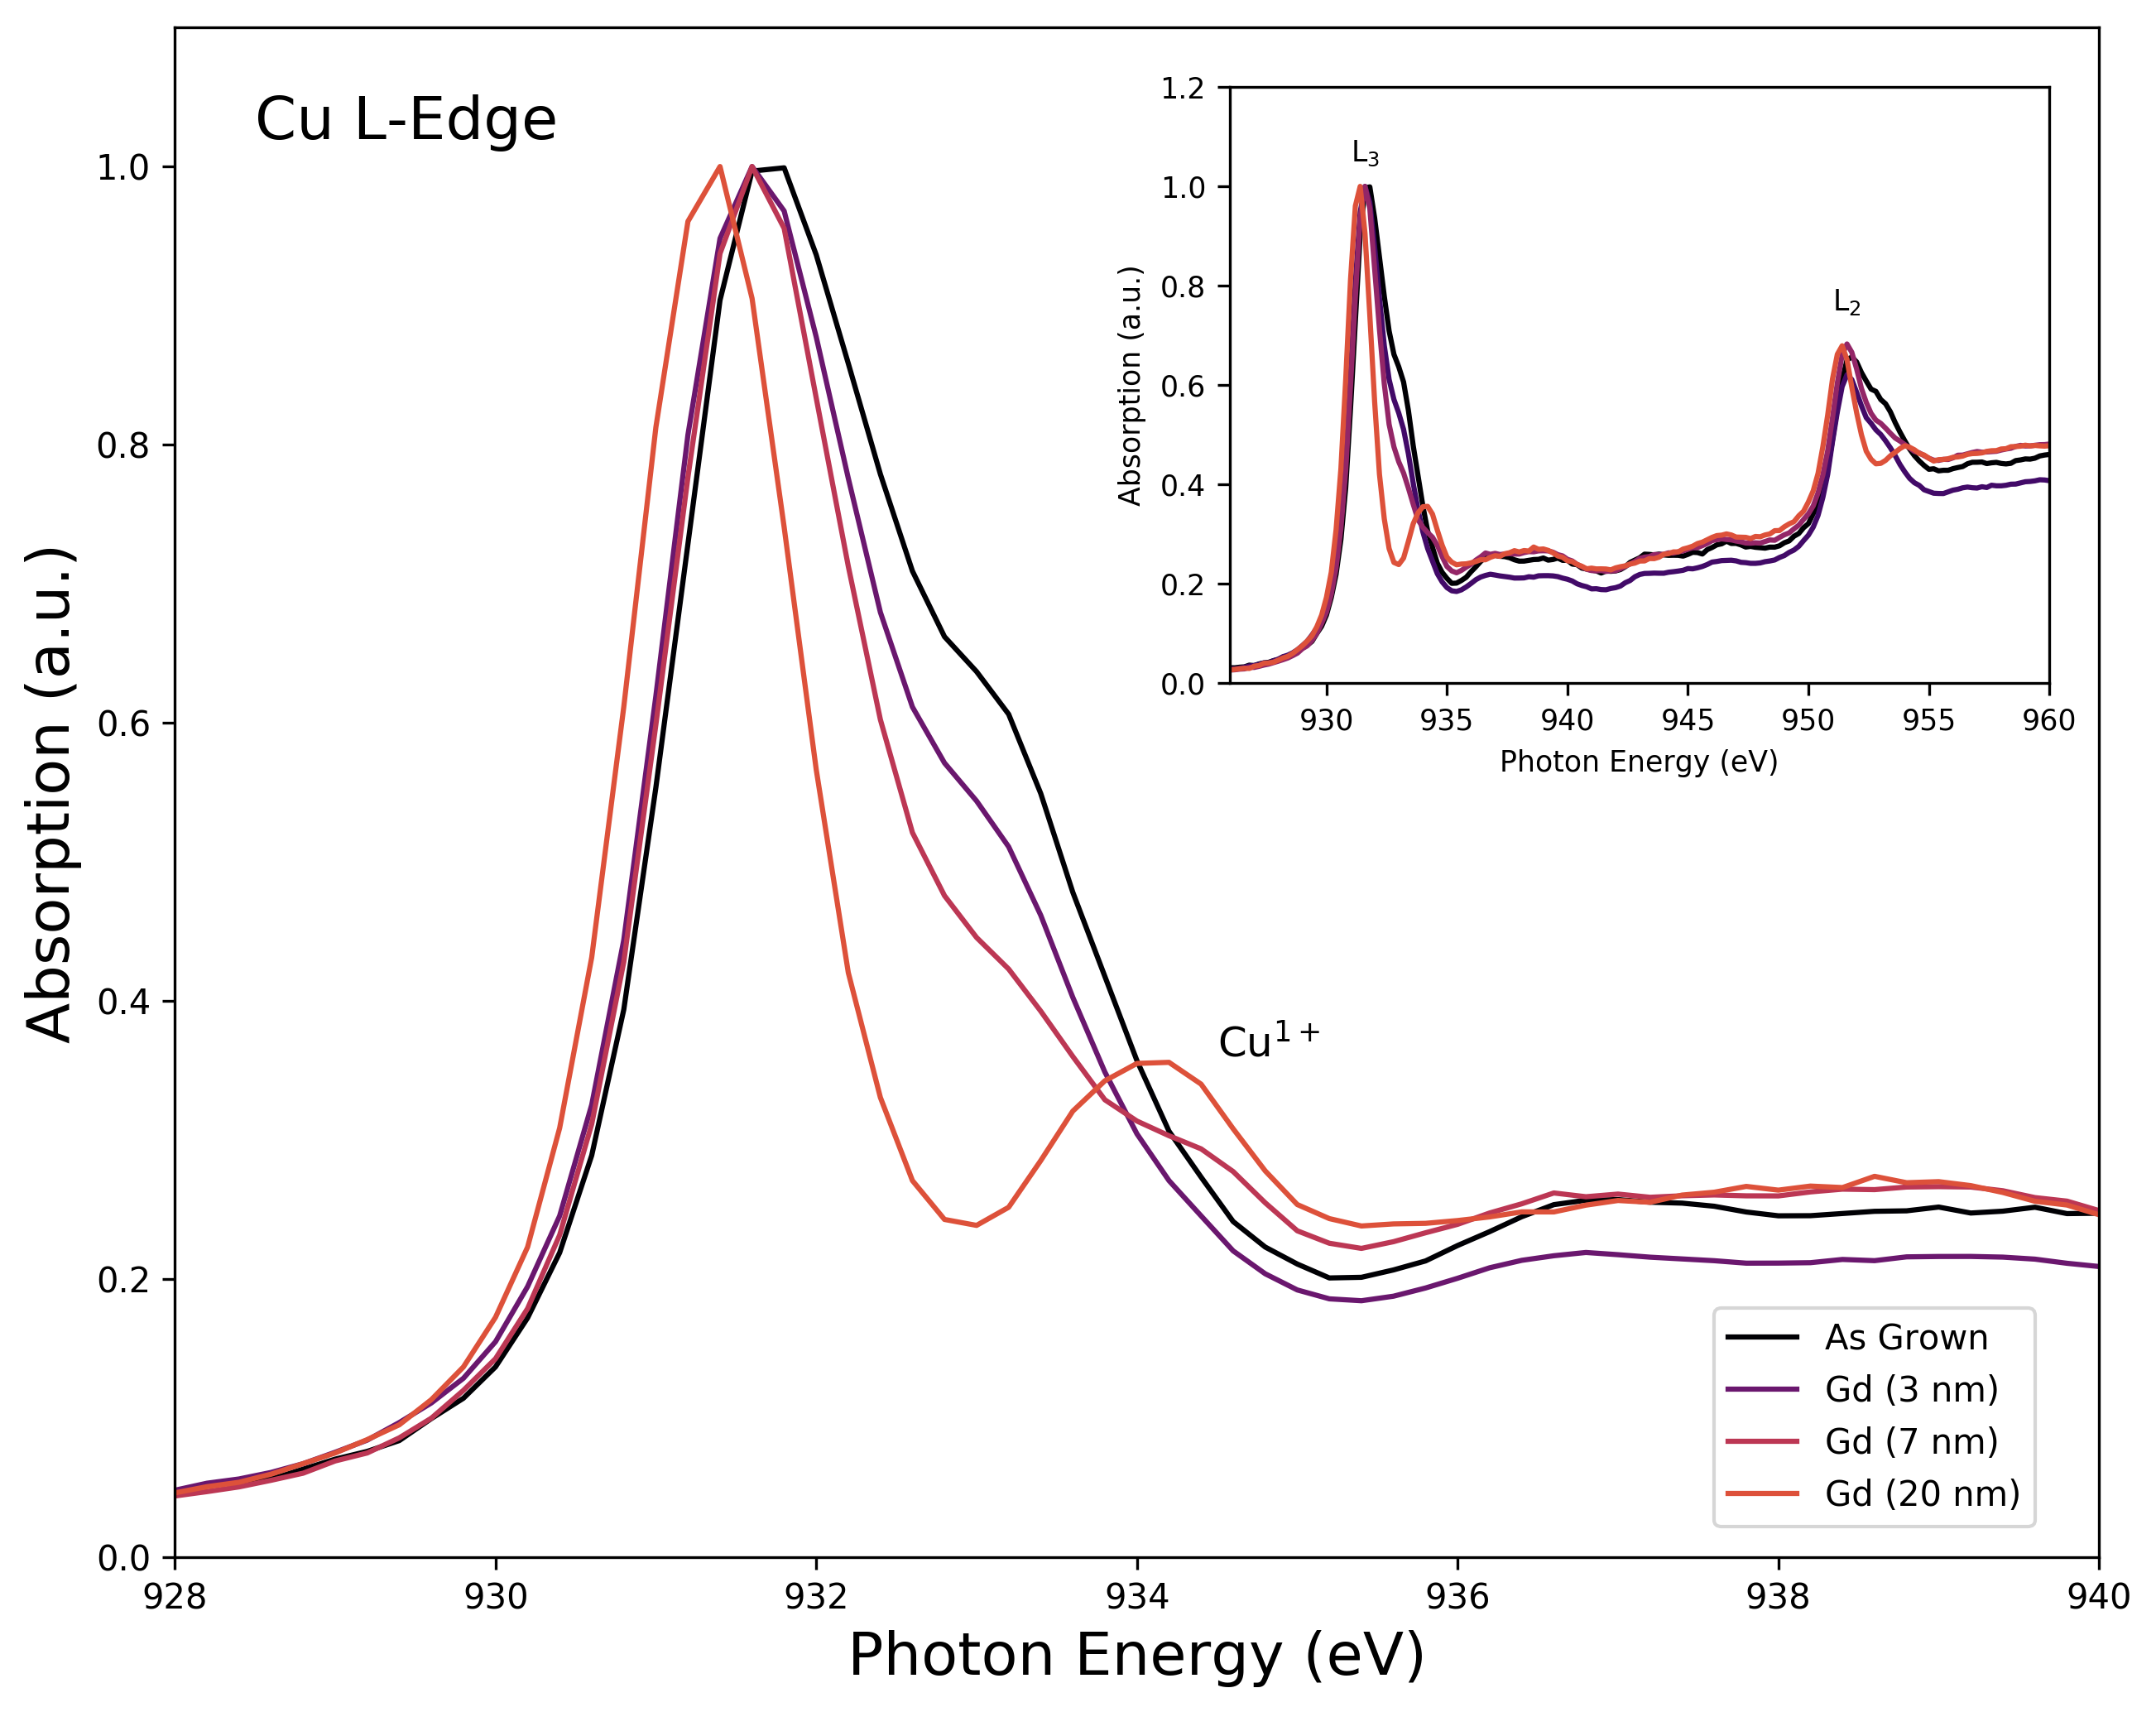 Cu L-Edge
Absorption (a.u.)
1.0
0.8
0.6
0.4
0.2
0.0
928 930 932 934 936 938 940
Photon Energy (eV)
Cu¹⁺
As Grown
Gd (3 nm)
Gd (7 nm)
Gd (20 nm)
Absorption (a.u.)
1.2
1.0
0.8
0.6
0.4
0.2
0.0
L₃
L₂
930 935 940 945 950 955 960
Photon Energy (eV)